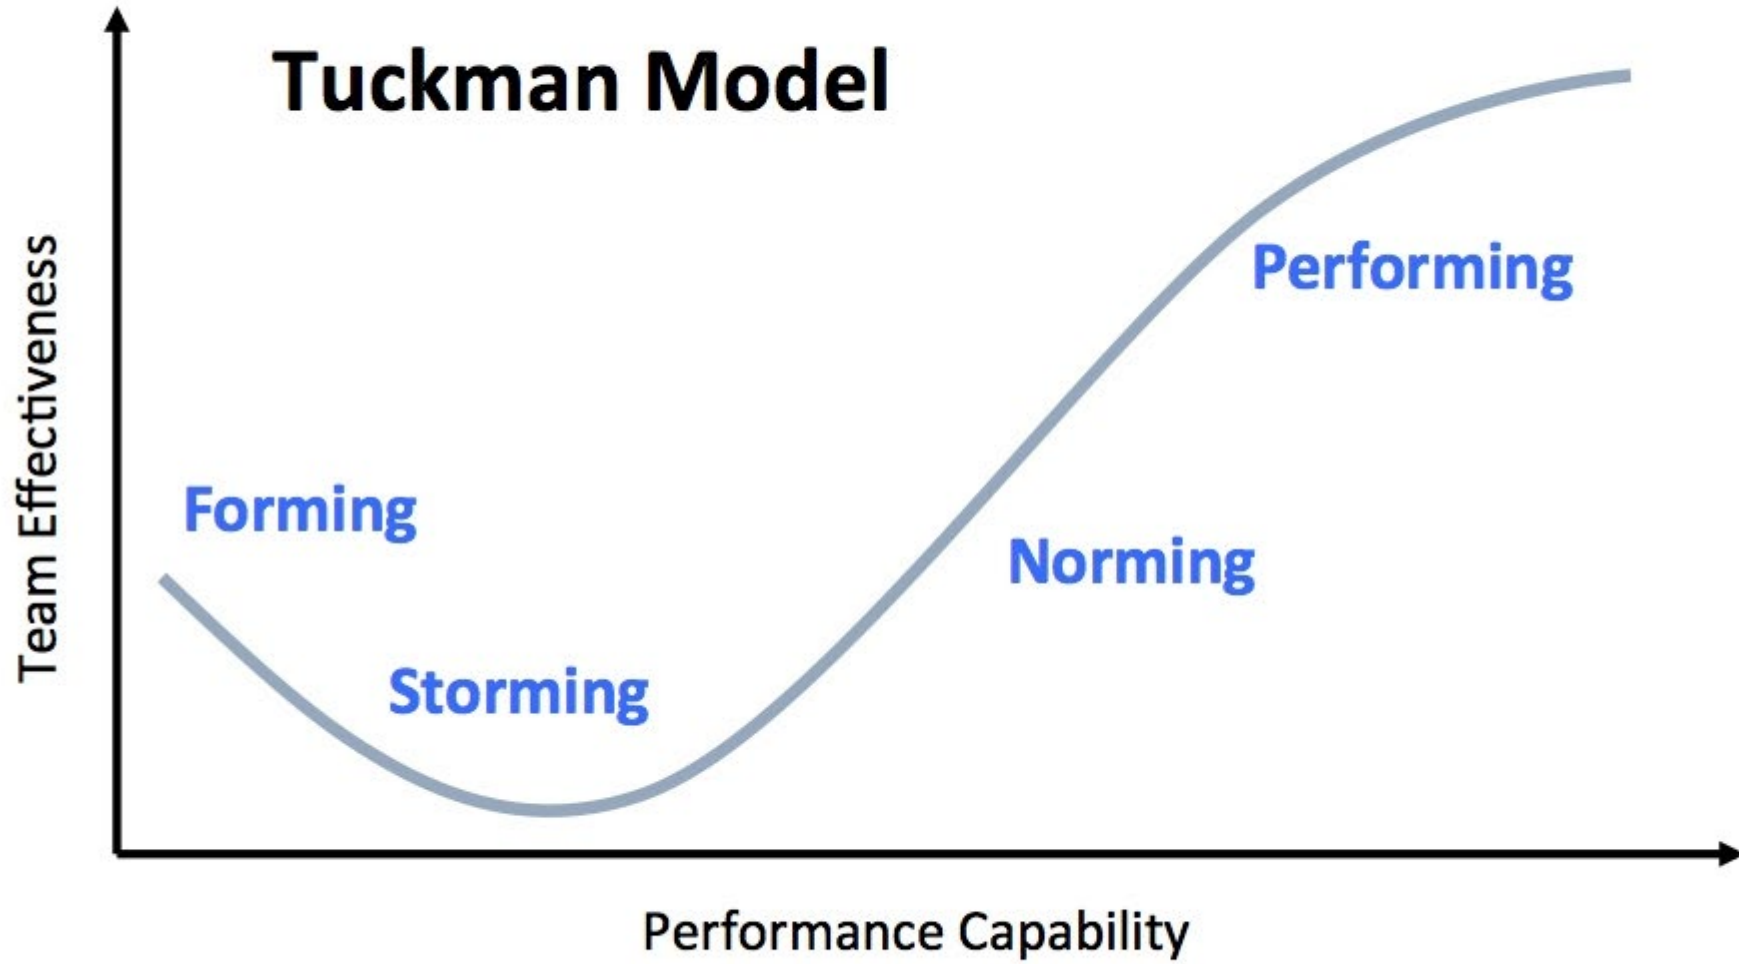 Tuckman Model
Team Effectiveness
Forming
Storming
Norming
Performing
Performance Capability